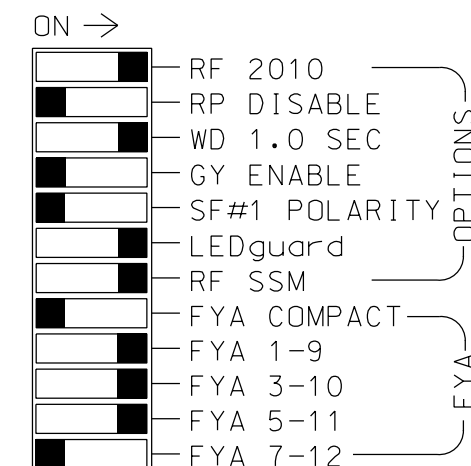 ON →
RF 2010
RP DISABLE
WD 1.0 SEC
GY ENABLE
SF#1 POLARITY
LEDguard
RF SSM
FYA COMPACT
FYA 1-9
FYA 3-10
FYA 5-11
FYA 7-12
OPTIONS
FYA